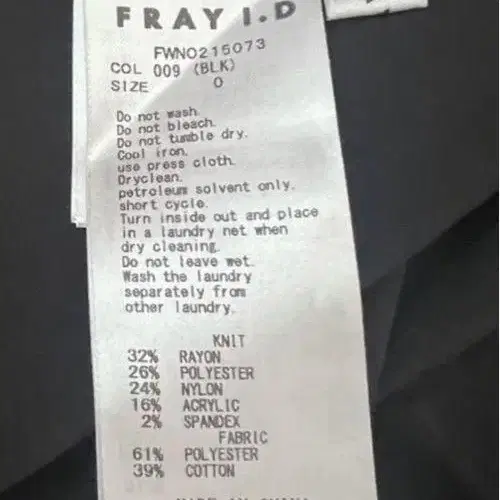 FRAY I.D
FWNO215073
COL 009 (BLK)
SIZE 0
Do not wash.
Do not bleach.
Do not tumble dry.
Cool iron.
use press cloth.
Dryclean.
petroleum solvent only.
short cycle.
Turn inside out and place
in a laundry net when
dry cleaning.
Do not leave wet.
Wash the laundry
separately from
other laundry.
KNIT
32% RAYON
26% POLYESTER
24% NYLON
16% ACRYLIC
2% SPANDEX
FABRIC
61% POLYESTER
39% COTTON